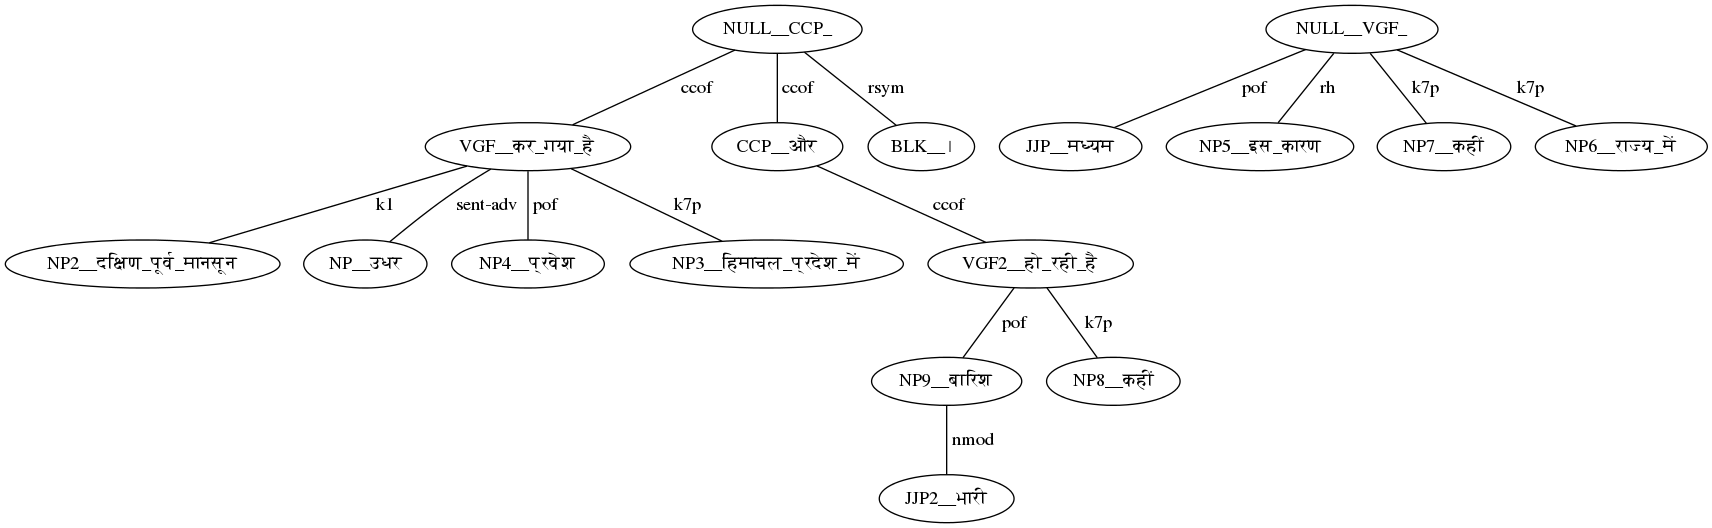 NULL__CCP_ NULL__VGF_
ccof ccof rsym pof rh k7p k7p
VGF__कर_गया_है CCP__और BLK__। JJP__मध्यम NP5__इस_कारण NP7__कहीं NP6__राज्य_में
k1 sent-adv pof k7p ccof
NP2__दक्षिण_पूर्व_मानसून NP__उधर NP4__प्रवेश NP3__हिमाचल_प्रदेश_में VGF2__हो_रही_है
pof k7p
NP9__बारिश NP8__कहीं
nmod
JJP2__भारी